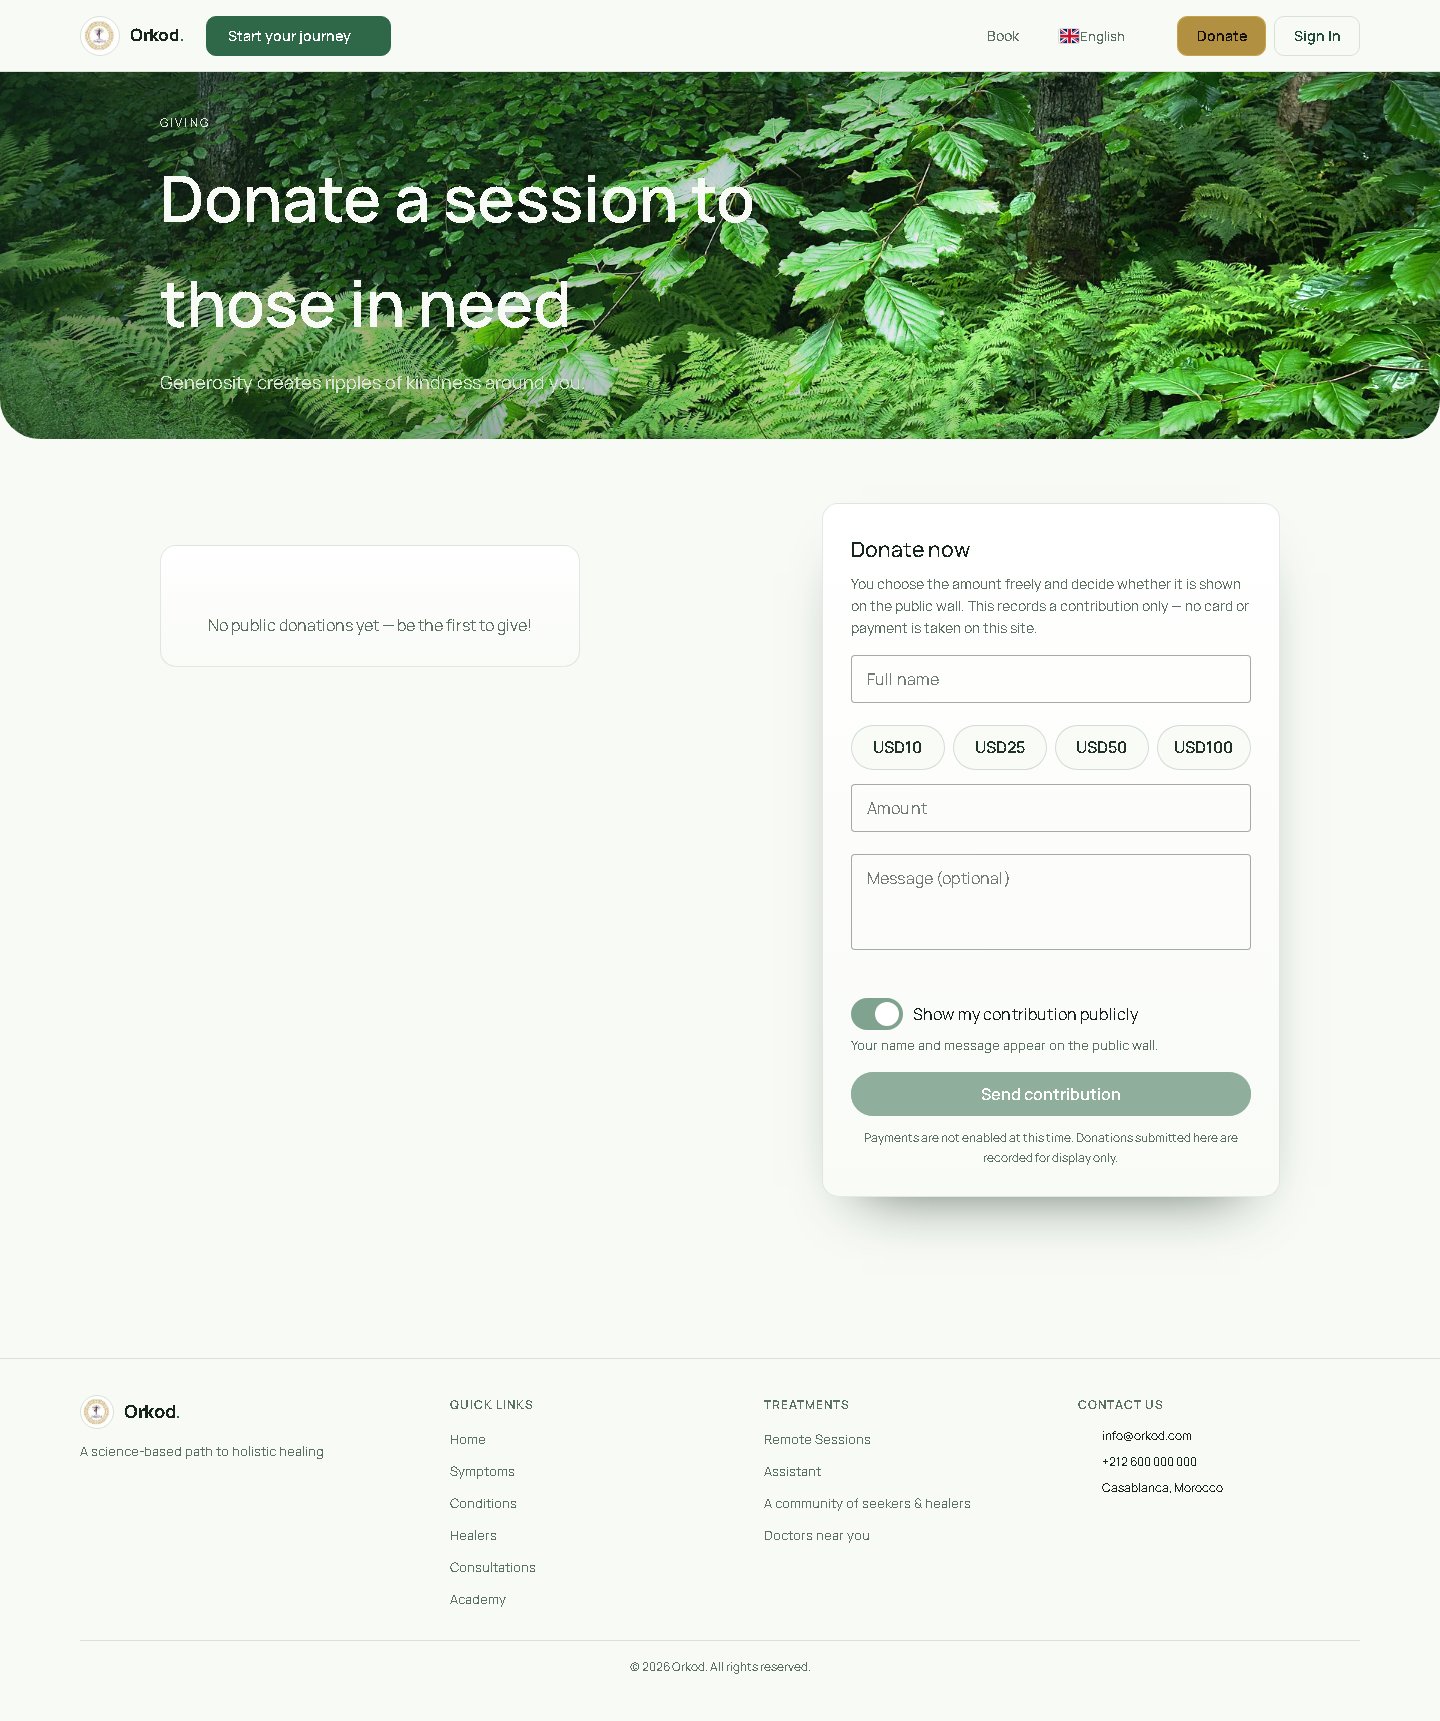 Orkod.
Start your journey
Book
English
Donate
Sign In
GIVING
Donate a session to
those in need
Generosity creates ripples of kindness around you.
No public donations yet — be the first to give!
Donate now
You choose the amount freely and decide whether it is shown
on the public wall. This records a contribution only — no card or
payment is taken on this site.
Full name
USD10
USD25
USD50
USD100
Amount
Message (optional)
Show my contribution publicly
Your name and message appear on the public wall.
Send contribution
Payments are not enabled at this time. Donations submitted here are
recorded for display only.
Orkod.
A science-based path to holistic healing
QUICK LINKS
Home
Symptoms
Conditions
Healers
Consultations
Academy
TREATMENTS
Remote Sessions
Assistant
A community of seekers & healers
Doctors near you
CONTACT US
info@orkod.com
+212 600 000 000
Casablanca, Morocco
© 2026 Orkod. All rights reserved.